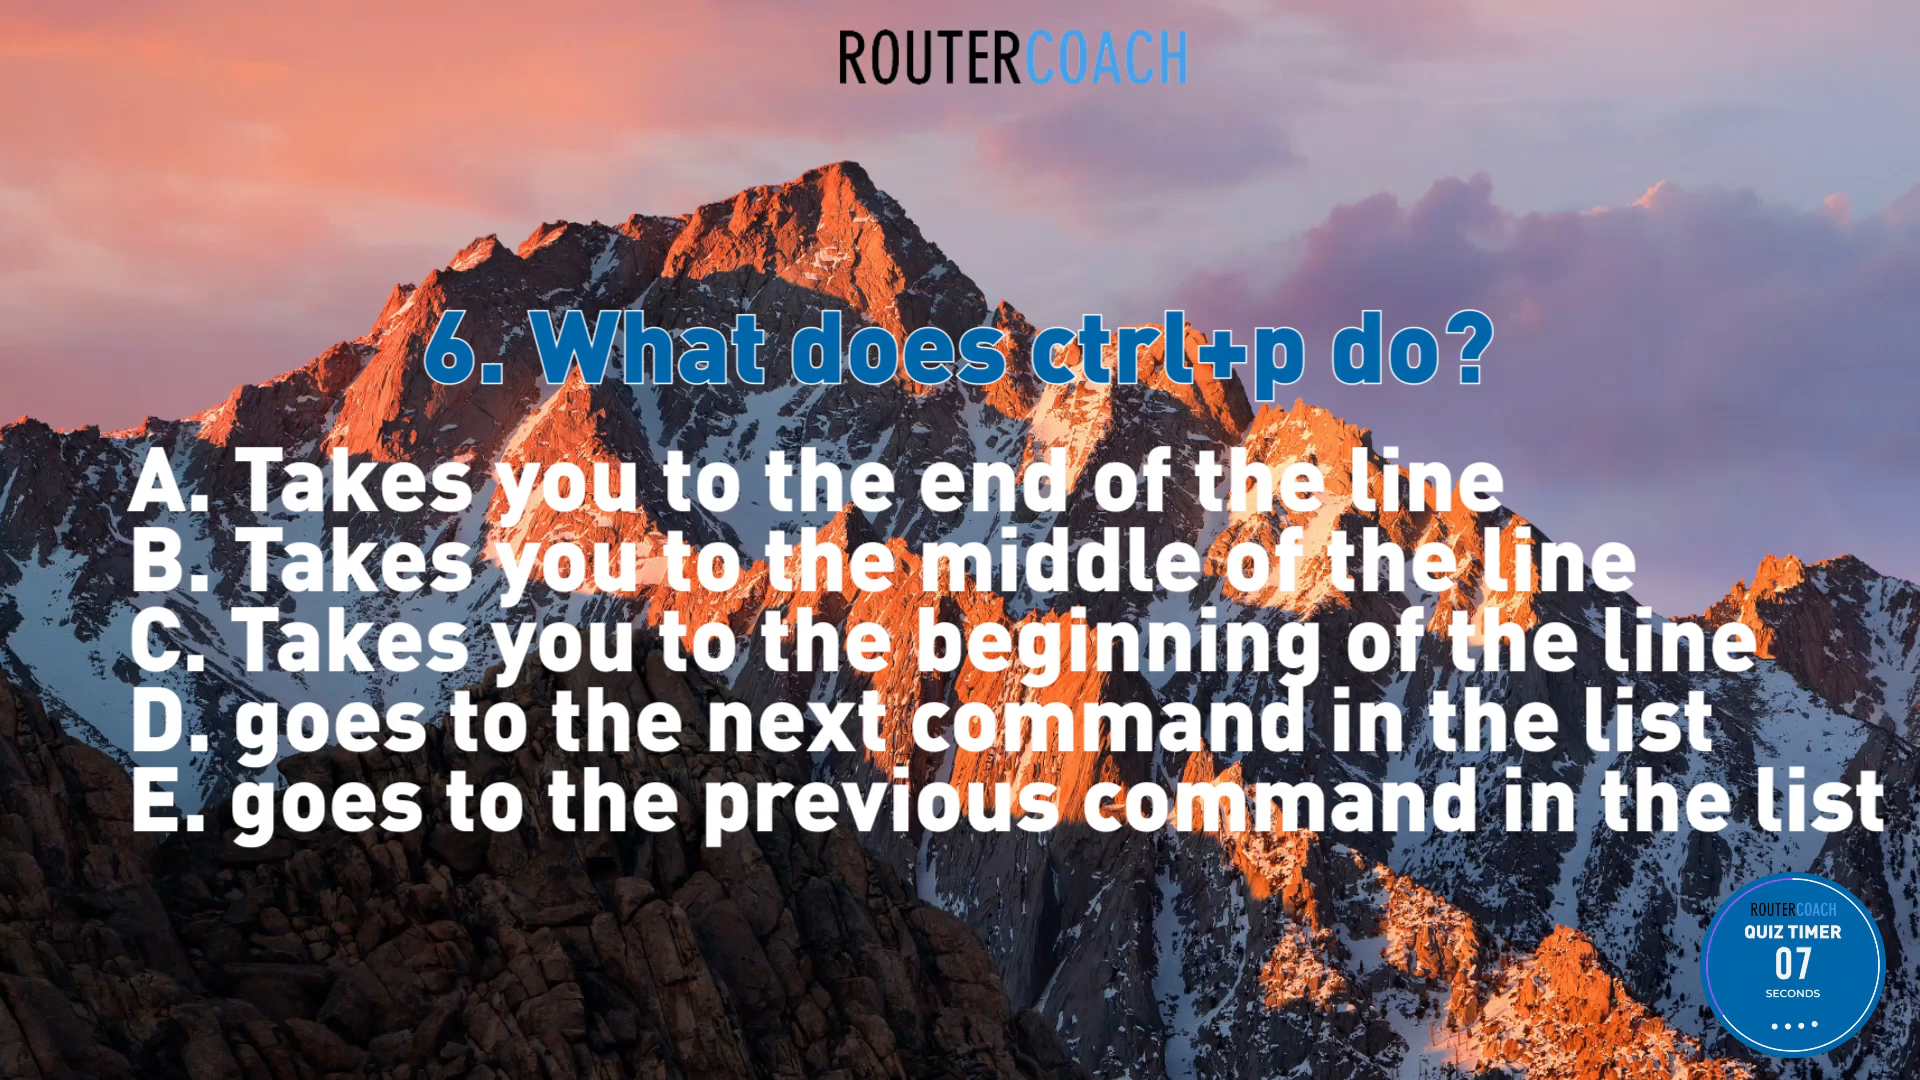 ROUTERCOACH
6. What does ctrl+p do?
A. Takes you to the end of the line
B. Takes you to the middle of the line
C. Takes you to the beginning of the line
D. goes to the next command in the list
E. goes to the previous command in the list
ROUTERCOACH
QUIZ TIMER
07
SECONDS